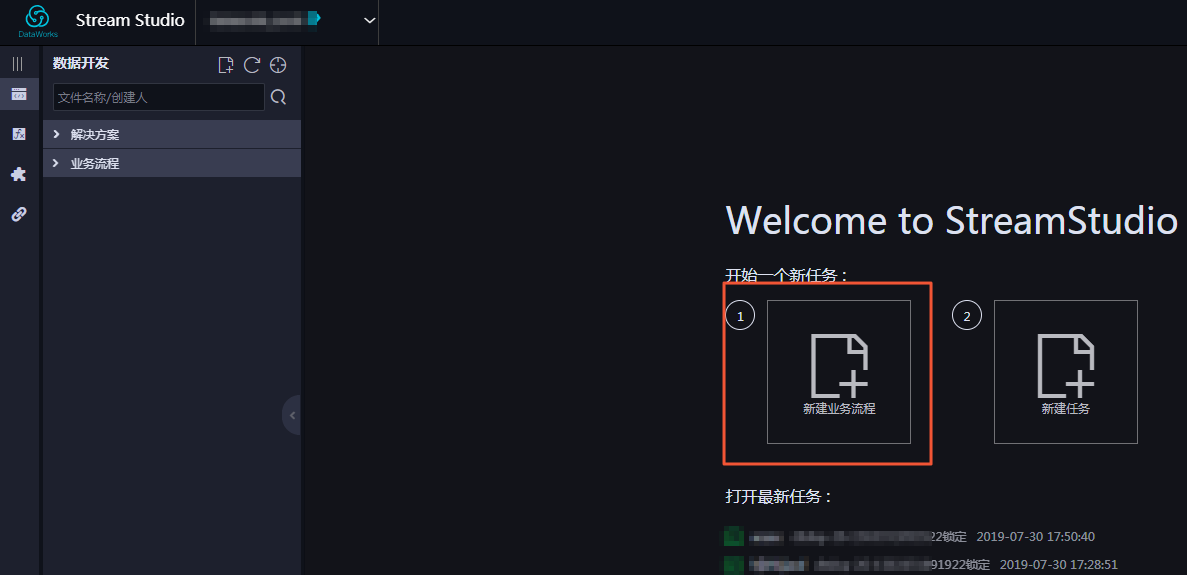 DataWorks
Stream Studio
数据开发
文件名称/创建人
解决方案
业务流程
Welcome to StreamStudio
开始一个新任务：
1
2
新建业务流程
新建任务
打开最新任务：
22锁定 2019-07-30 17:50:40
91922锁定 2019-07-30 17:28:51